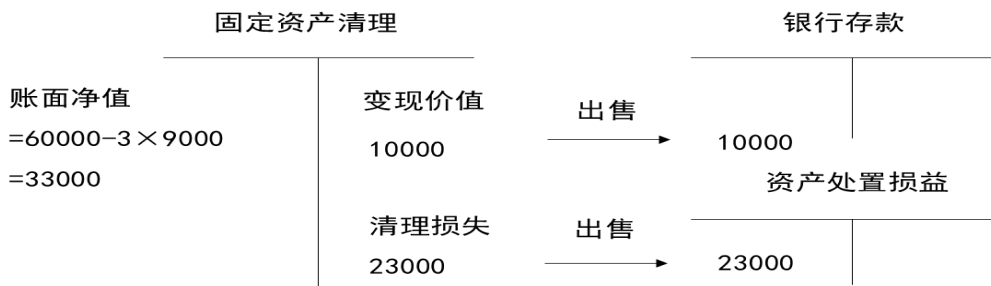 固定资产清理
银行存款
账面净值
=60000-3×9000
=33000
变现价值
10000
出售
10000
资产处置损益
清理损失
23000
出售
23000